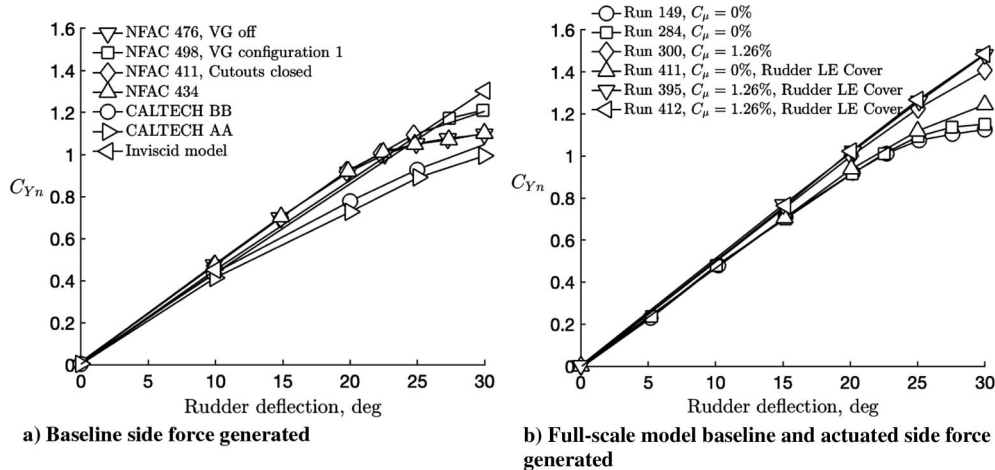 NFAC 476, VG off
NFAC 498, VG configuration 1
NFAC 411, Cutouts closed
NFAC 434
CALTECH BB
CALTECH AA
Inviscid model
1.6
1.4
1.2
1
0.8
0.6
0.4
0.2
0
C_{Yn}
0 5 10 15 20 25 30
Rudder deflection, deg
a) Baseline side force generated
Run 149, C_μ = 0%
Run 284, C_μ = 0%
Run 300, C_μ = 1.26%
Run 411, C_μ = 0%, Rudder LE Cover
Run 395, C_μ = 1.26%, Rudder LE Cover
Run 412, C_μ = 1.26%, Rudder LE Cover
1.6
1.4
1.2
1
0.8
0.6
0.4
0.2
0
C_{Yn}
0 5 10 15 20 25 30
Rudder deflection, deg
b) Full-scale model baseline and actuated side force
generated